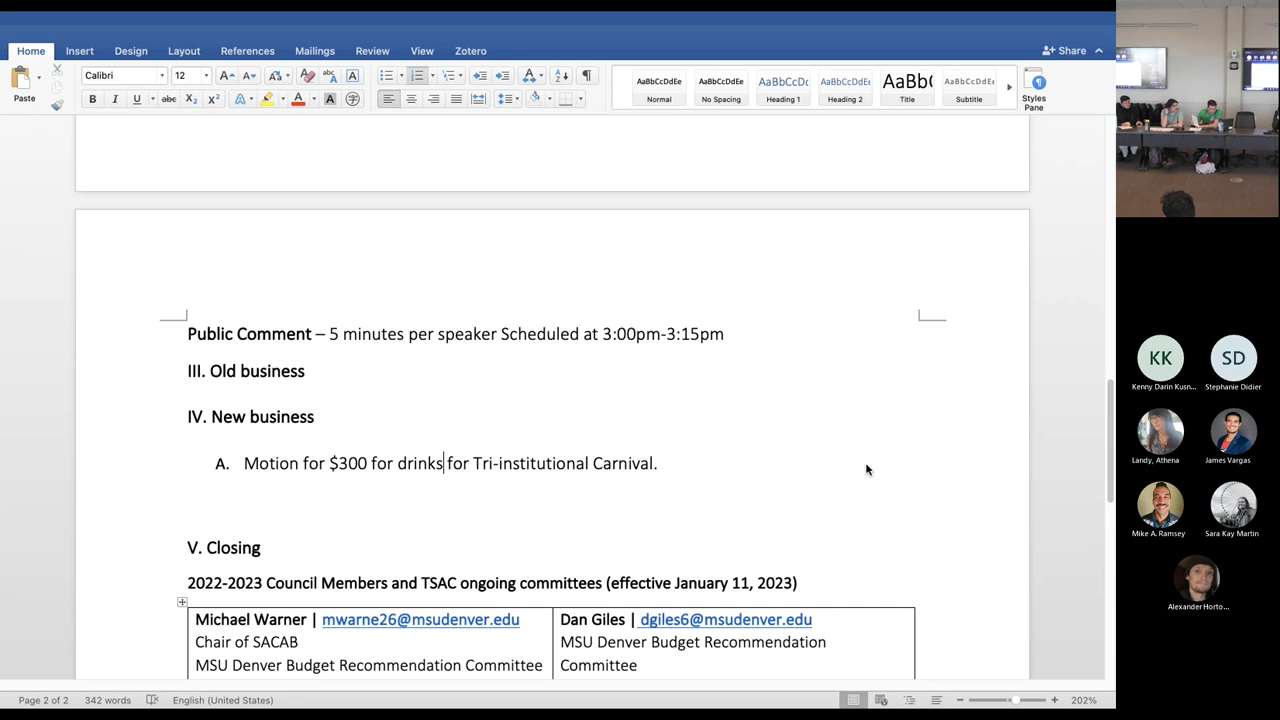 Home Insert Design Layout References Mailings Review View Zotero Share
Paste
Calibri 12
AaBbCcDdEe AaBbCcDdEe AaBbCcDc AaBbCcDdEe AaBb( AaBbCcDdEe
Normal No Spacing Heading 1 Heading 2 Title Subtitle
Styles
Pane
Public Comment – 5 minutes per speaker Scheduled at 3:00pm-3:15pm
III. Old business
IV. New business
A. Motion for $300 for drinks for Tri-institutional Carnival.
V. Closing
2022-2023 Council Members and TSAC ongoing committees (effective January 11, 2023)
Michael Warner | mwarne26@msudenver.edu
Chair of SACAB
MSU Denver Budget Recommendation Committee
Dan Giles | dgiles6@msudenver.edu
MSU Denver Budget Recommendation
Committee
Page 2 of 2 342 words English (United States) 202%
KK SD
Kenny Darin Kusn... Stephanie Didier
Landy, Athena James Vargas
Mike A. Ramsey Sara Kay Martin
Alexander Horto...